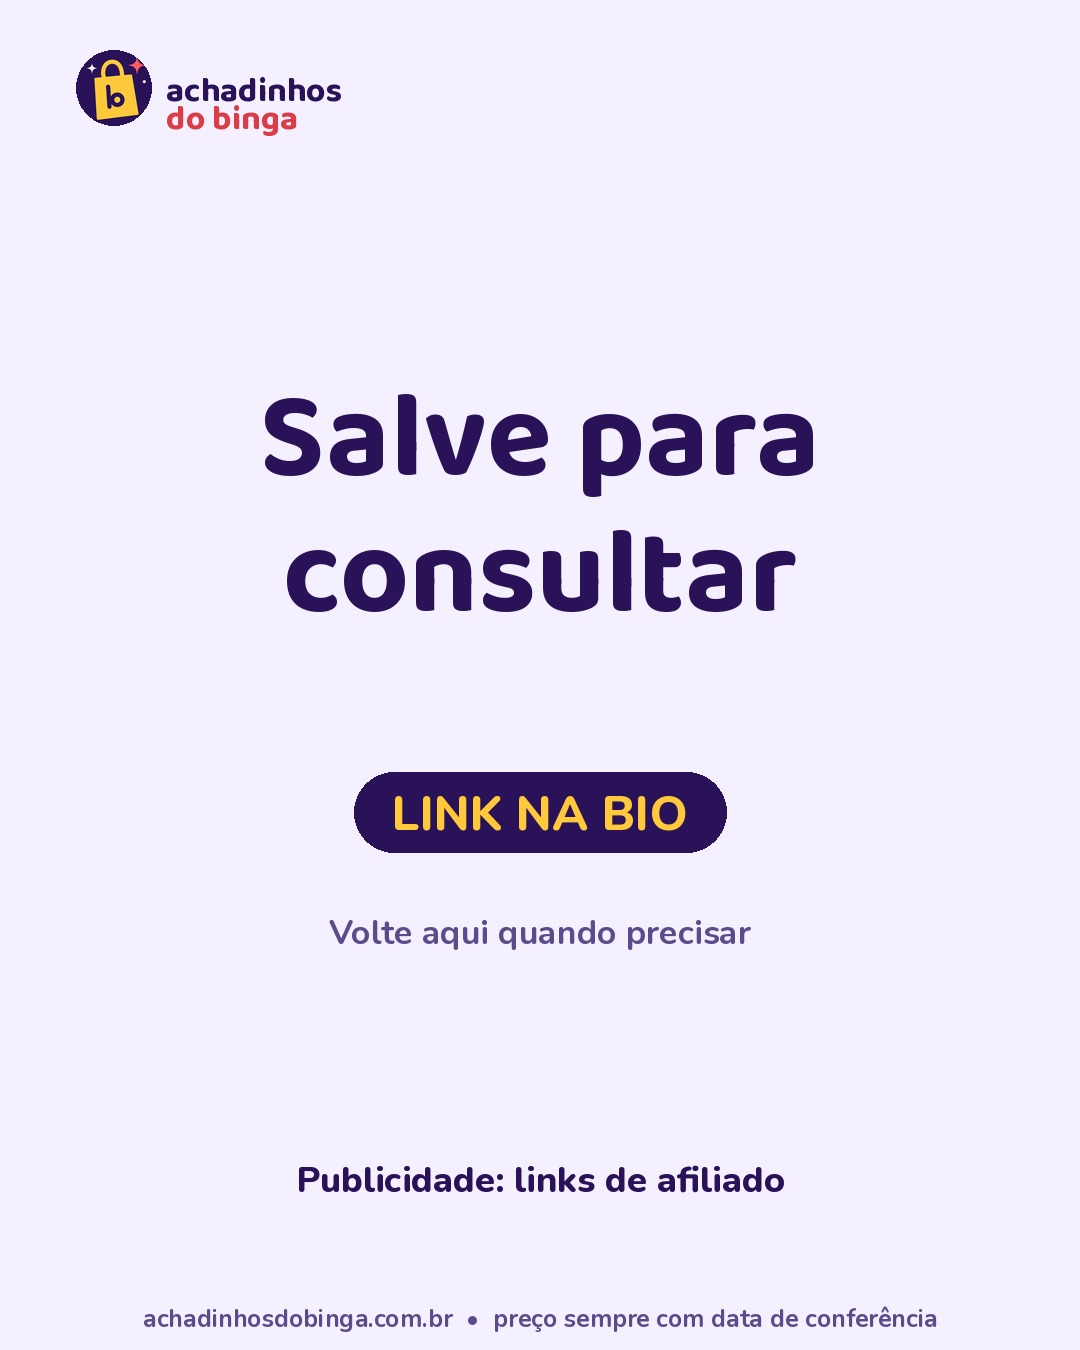 b
achadinhos
do binga
Salve para
consultar
LINK NA BIO
Volte aqui quando precisar
Publicidade: links de afiliado
achadinhosdobinga.com.br • preço sempre com data de conferência